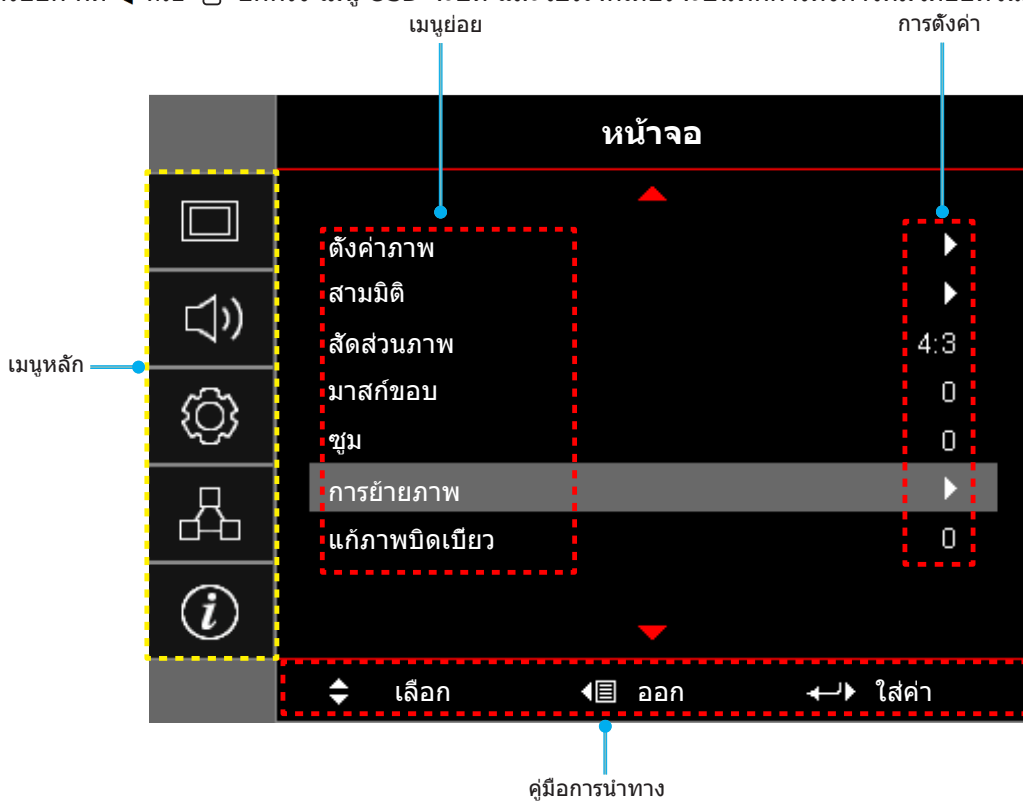 เมนูย่อย
การตั้งค่า
หน้าจอ
ตั้งค่าภาพ
สามมิติ
สัดส่วนภาพ 4:3
มาสก์ขอบ 0
ซูม 0
การย้ายภาพ
แก้ภาพบิดเบี้ยว 0
เมนูหลัก
เลือก ออก ใส่ค่า
คู่มือการนำทาง